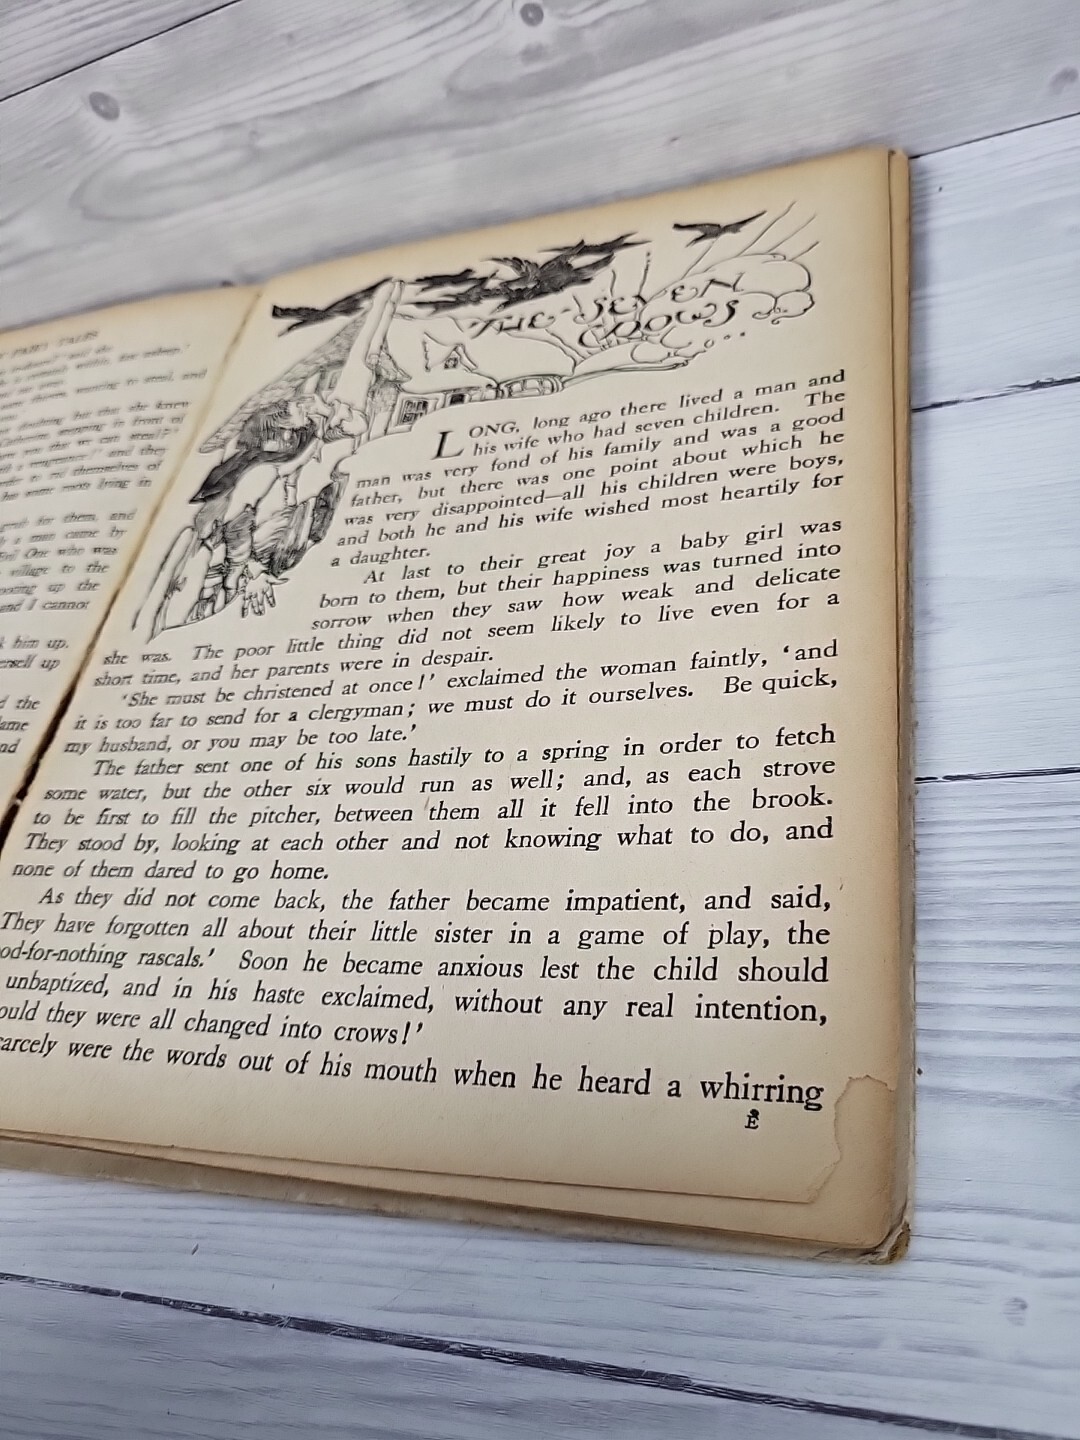 FAIRY TALES
THE SEVEN
CROWS
LONG, long ago there lived a man and
his wife who had seven children. The
man was very fond of his family and was a good
father, but there was one point about which he
was very disappointed—all his children were boys,
and both he and his wife wished most heartily for
a daughter.
At last to their great joy a baby girl was
born to them, but their happiness was turned into
sorrow when they saw how weak and delicate
she was. The poor little thing did not seem likely to live even for a
short time, and her parents were in despair.
'She must be christened at once!' exclaimed the woman faintly, 'and
it is too far to send for a clergyman; we must do it ourselves. Be quick,
my husband, or you may be too late.'
The father sent one of his sons hastily to a spring in order to fetch
some water, but the other six would run as well; and, as each strove
to be first to fill the pitcher, between them all it fell into the brook.
They stood by, looking at each other and not knowing what to do, and
none of them dared to go home.
As they did not come back, the father became impatient, and said,
They have forgotten all about their little sister in a game of play, the
od-for-nothing rascals.' Soon he became anxious lest the child should
unbaptized, and in his haste exclaimed, without any real intention,
ould they were all changed into crows!'
arcely were the words out of his mouth when he heard a whirring
E